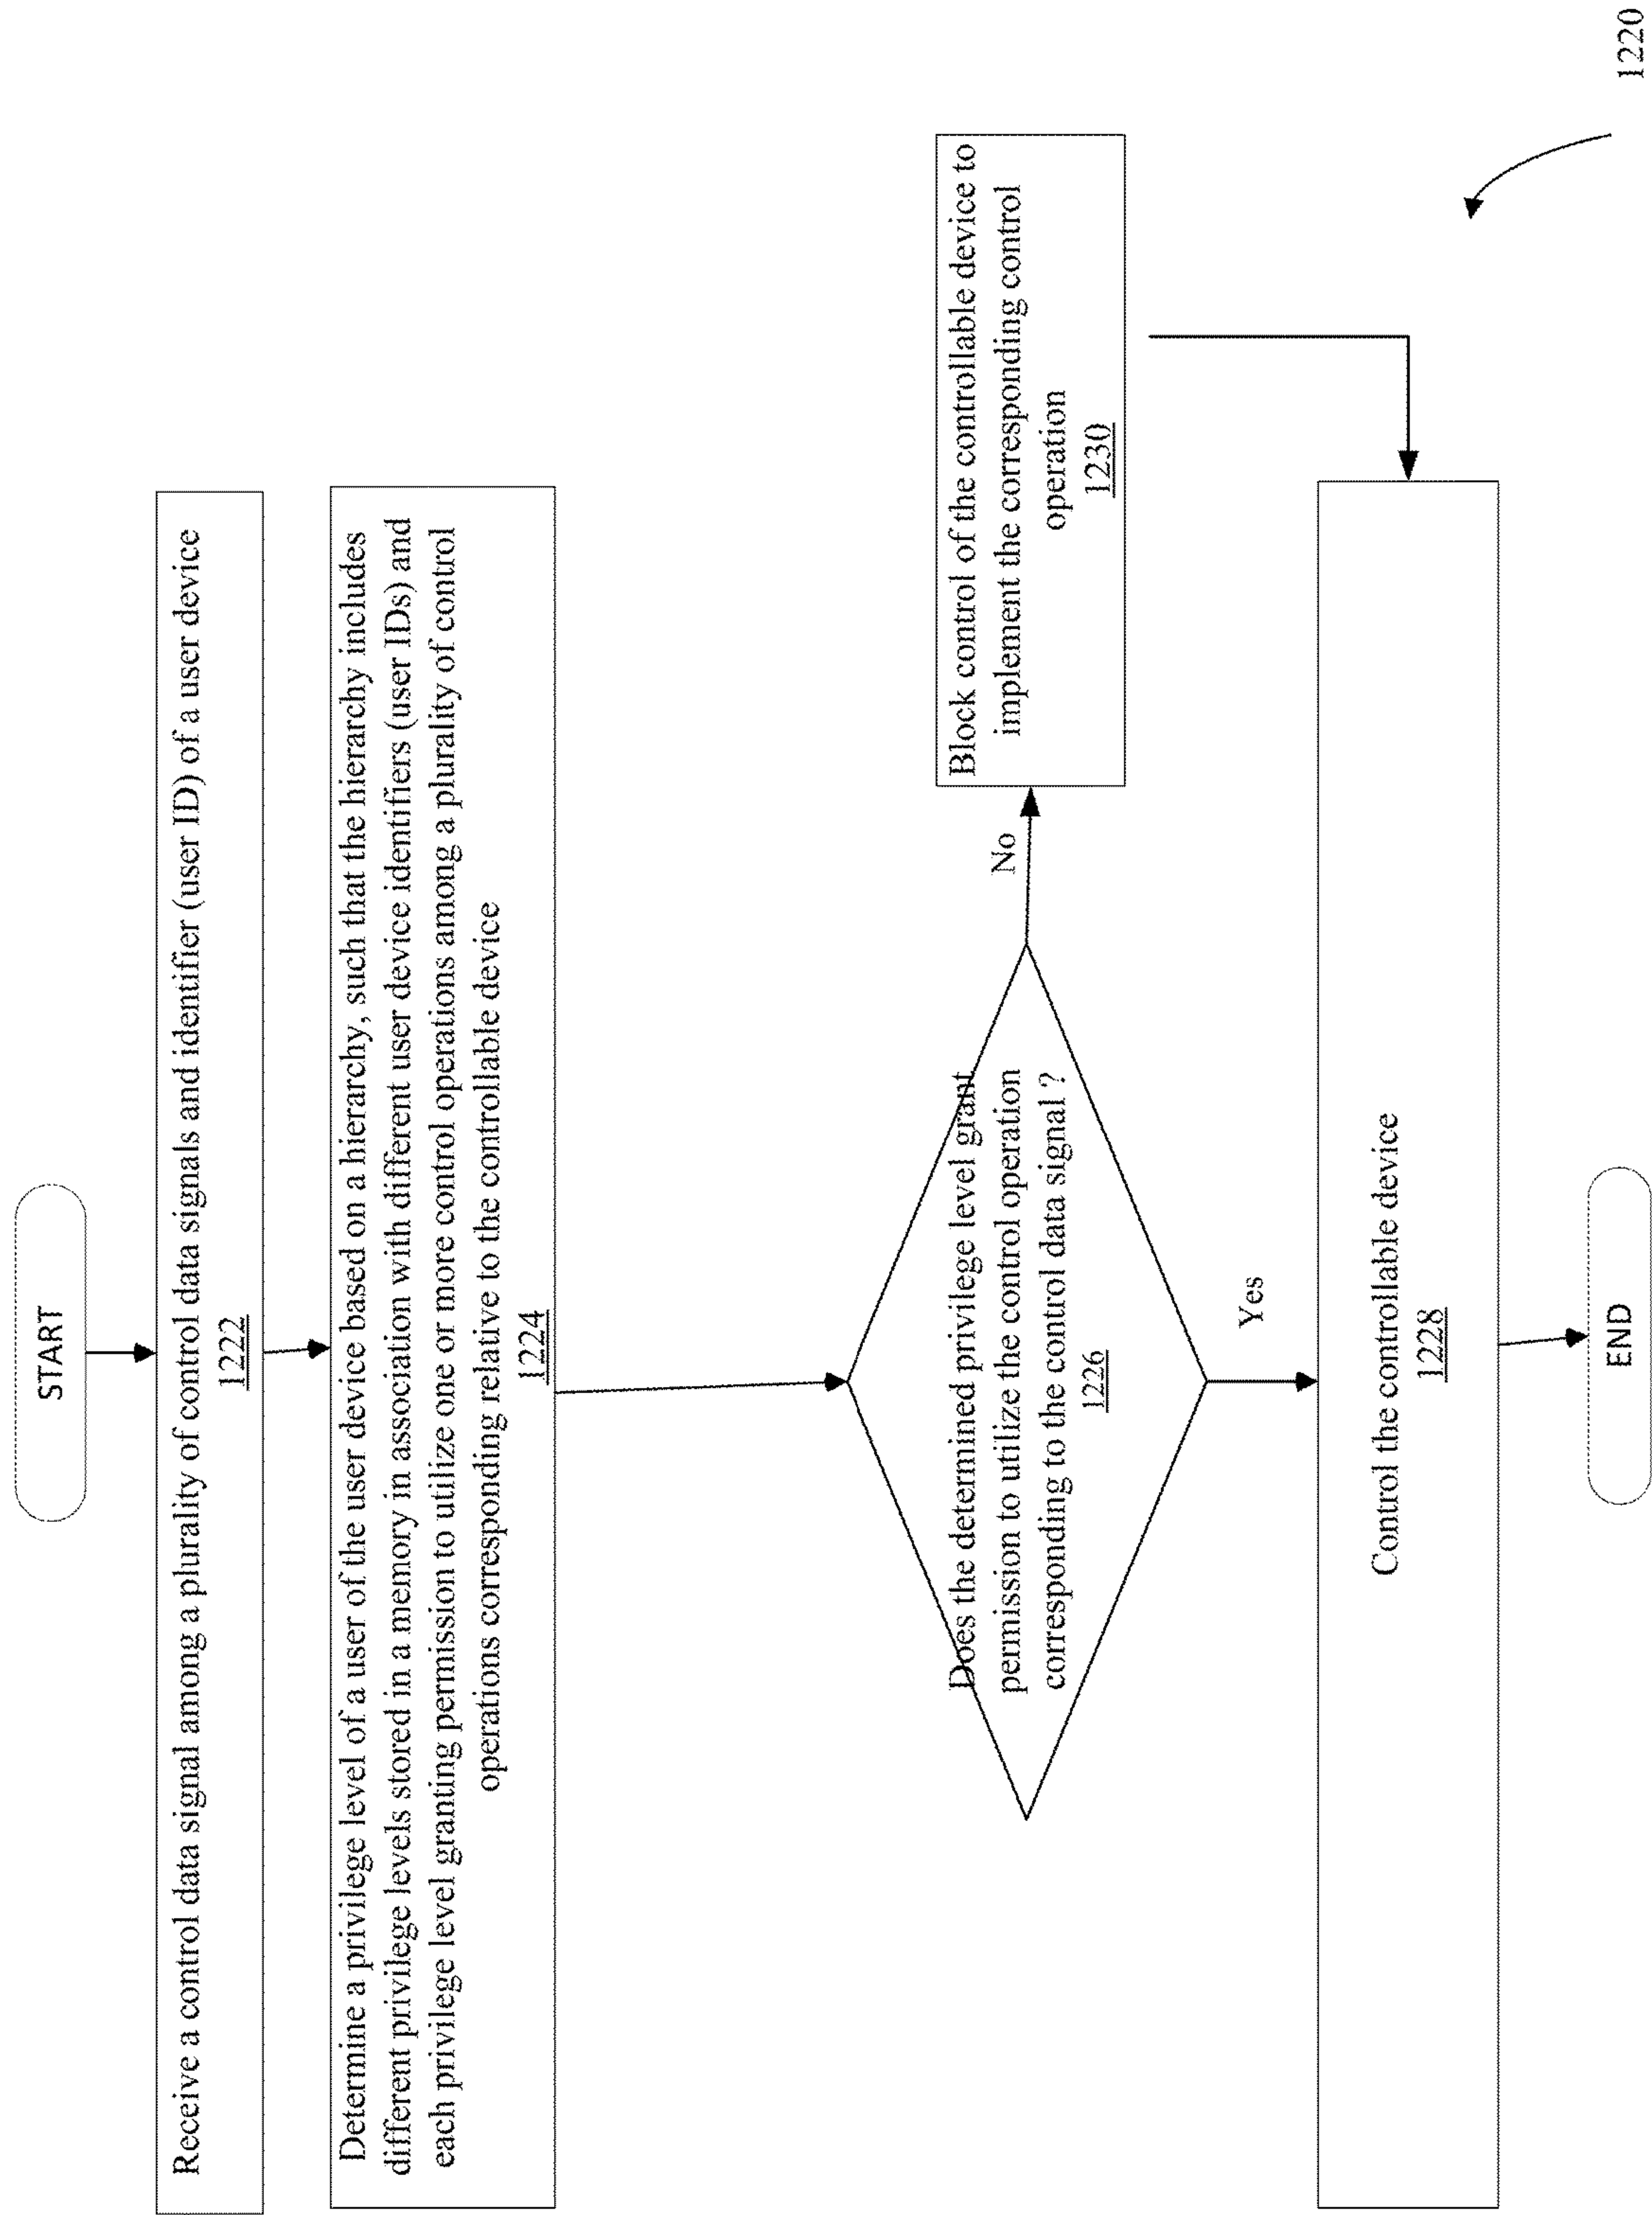 START
Receive a control data signal among a plurality of control data signals and identifier (user ID) of a user device
1222
Determine a privilege level of a user of the user device based on a hierarchy, such that the hierarchy includes
different privilege levels stored in a memory in association with different user device identifiers (user IDs) and
each privilege level granting permission to utilize one or more control operations among a plurality of control
operations corresponding relative to the controllable device
1224
Does the determined privilege level grant
permission to utilize the control operation
corresponding to the control data signal ?
1226
No
Block control of the controllable device to
implement the corresponding control
operation
1230
Yes
Control the controllable device
1228
END
1220